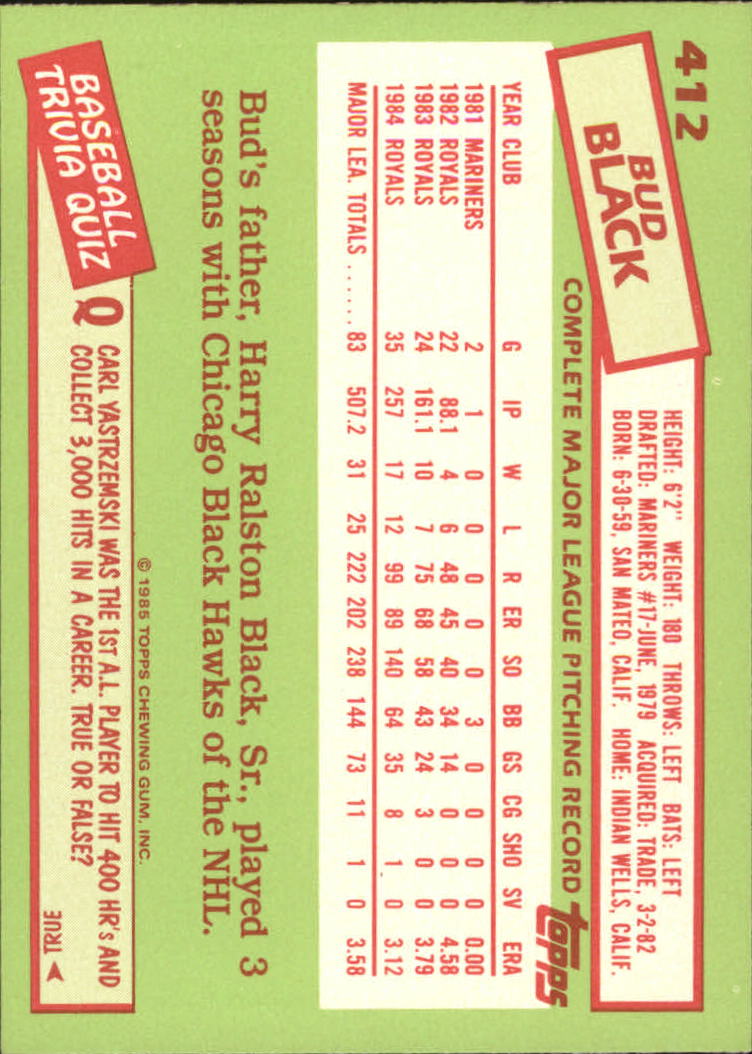 412
BUD
BLACK
HEIGHT: 6'2" WEIGHT: 180 THROWS: LEFT BATS: LEFT
DRAFTED: MARINERS #17-JUNE, 1979 ACQUIRED: TRADE, 3-2-82
BORN: 6-30-59, SAN MATEO, CALIF. HOME: INDIAN WELLS, CALIF.
COMPLETE MAJOR LEAGUE PITCHING RECORD
topps
YEAR CLUB G IP W L R ER SO BB GS CG SHO SV ERA
1981 MARINERS 2 1 0 0 0 0 0 3 0 0 0 0 0.00
1982 ROYALS 22 88.1 4 6 48 45 40 34 14 0 0 0 4.58
1983 ROYALS 24 161.1 10 7 75 68 58 43 24 3 0 0 3.79
1984 ROYALS 35 257 17 12 99 89 140 64 35 8 1 0 3.12
MAJOR LEA. TOTALS ...... 83 507.2 31 25 222 202 238 144 73 11 1 0 3.58
Bud's father, Harry Ralston Black, Sr., played 3
seasons with Chicago Black Hawks of the NHL.
© 1985 TOPPS CHEWING GUM, INC.
BASEBALL
TRIVIA QUIZ
Q CARL YASTRZEMSKI WAS THE 1ST A.L. PLAYER TO HIT 400 HR's AND
COLLECT 3,000 HITS IN A CAREER. TRUE OR FALSE?
TRUE